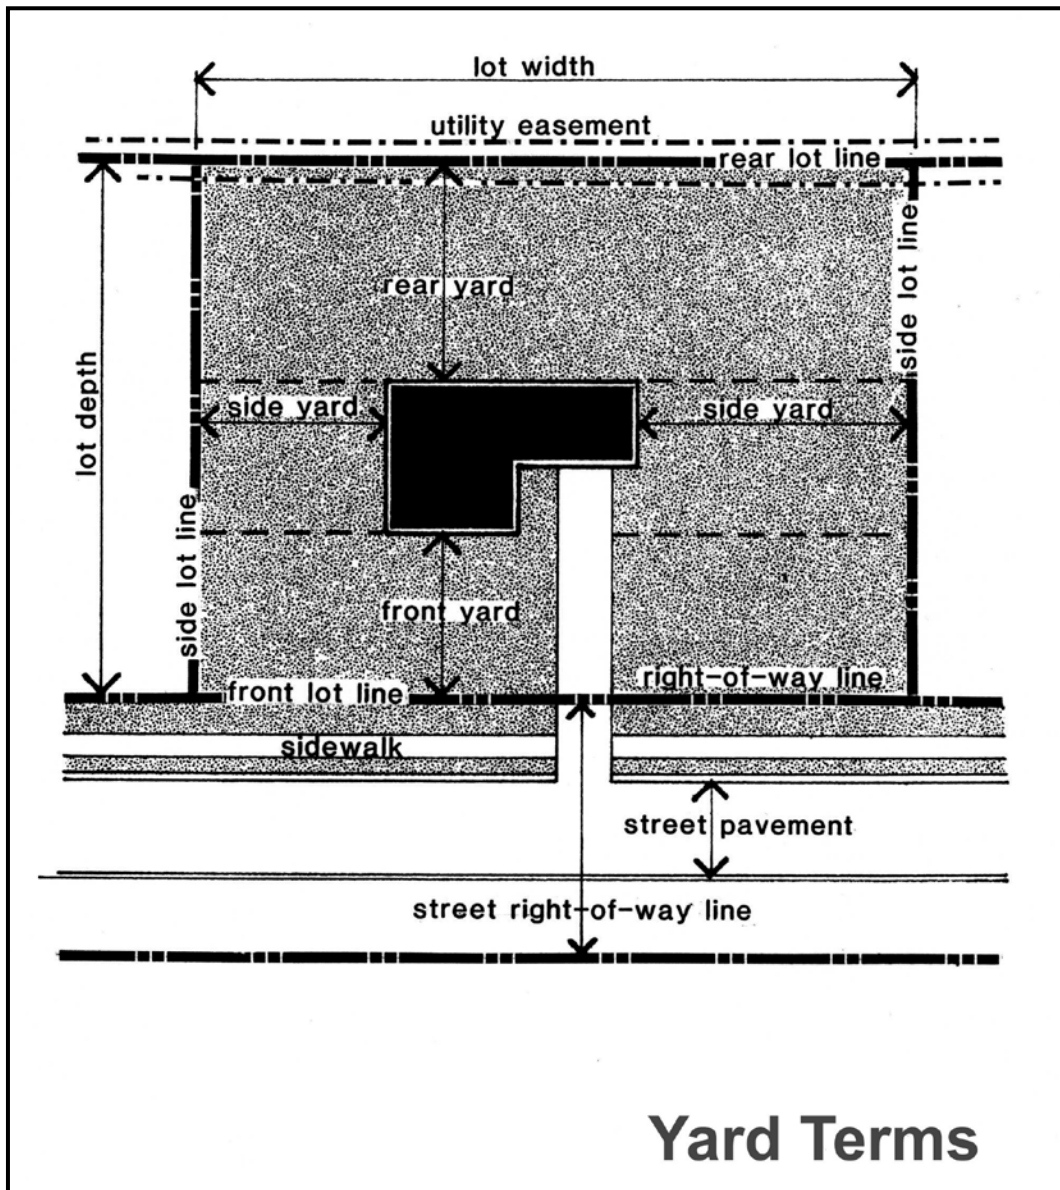 lot width
utility easement
rear lot line
side lot line
rear yard
lot depth
side yard
side yard
side lot line
front yard
right-of-way line
front lot line
sidewalk
street pavement
street right-of-way line
Yard Terms